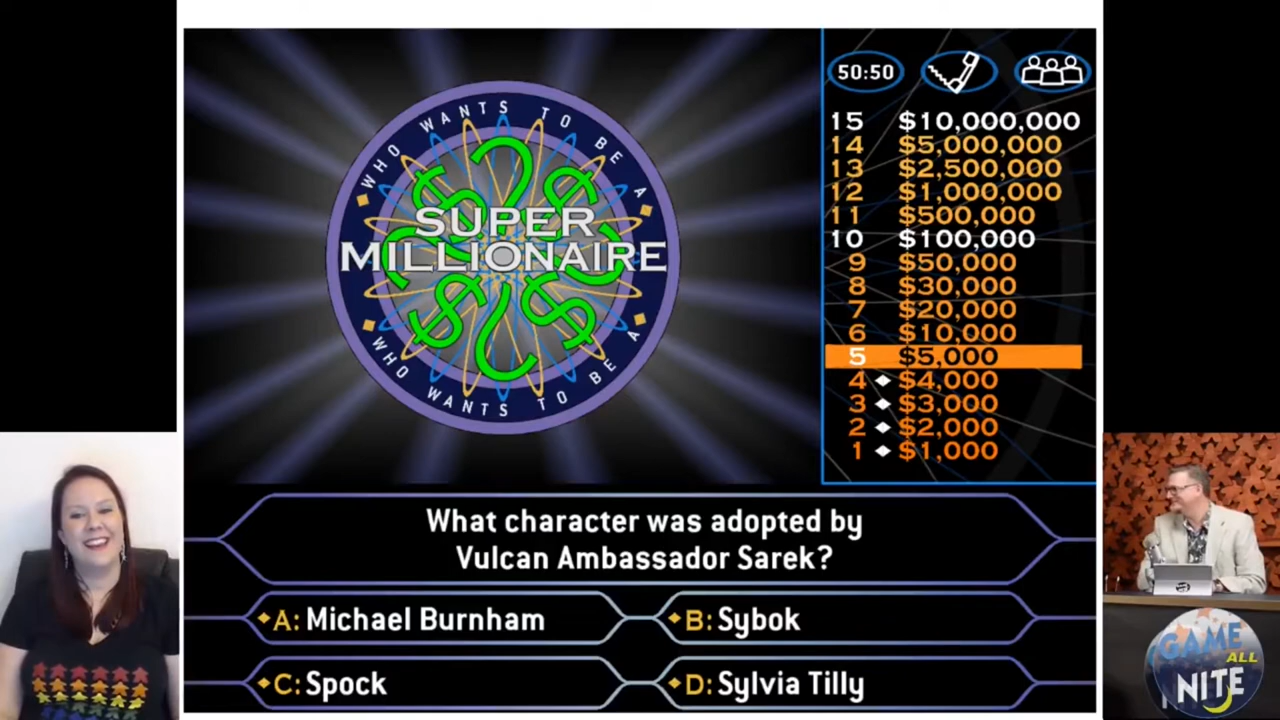 WHO WANTS TO BE A
SUPER
MILLIONAIRE
WHO WANTS TO BE A
50:50
15 $10,000,000
14 $5,000,000
13 $2,500,000
12 $1,000,000
11 $500,000
10 $100,000
9 $50,000
8 $30,000
7 $20,000
6 $10,000
5 $5,000
4 $4,000
3 $3,000
2 $2,000
1 $1,000
What character was adopted by
Vulcan Ambassador Sarek?
A: Michael Burnham
B: Sybok
C: Spock
D: Sylvia Tilly
GAME
ALL
NITE